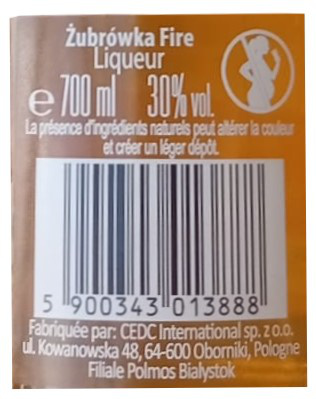 Żubrówka Fire
Liqueur
e 700 ml 30% vol.
La présence d'ingrédients naturels peut altérer la couleur
et créer un léger dépôt.
5 900343 013888
Fabriquée par: CEDC International sp. z o.o.
ul. Kowanowska 48, 64-600 Oborniki, Pologne
Filiale Polmos Bialystok